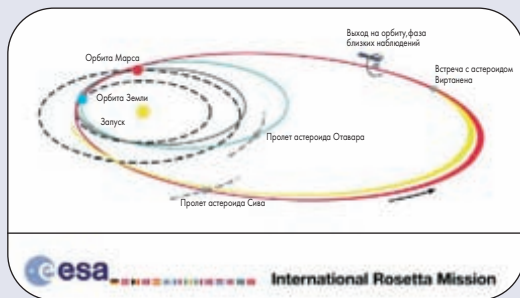 Выход на орбиту, фаза
близких наблюдений
Орбита Марса
Встреча с астероидом
Виртанена
Орбита Земли
Запуск
Пролет астероида Отавара
Пролет астероида Сива
esa
International Rosetta Mission